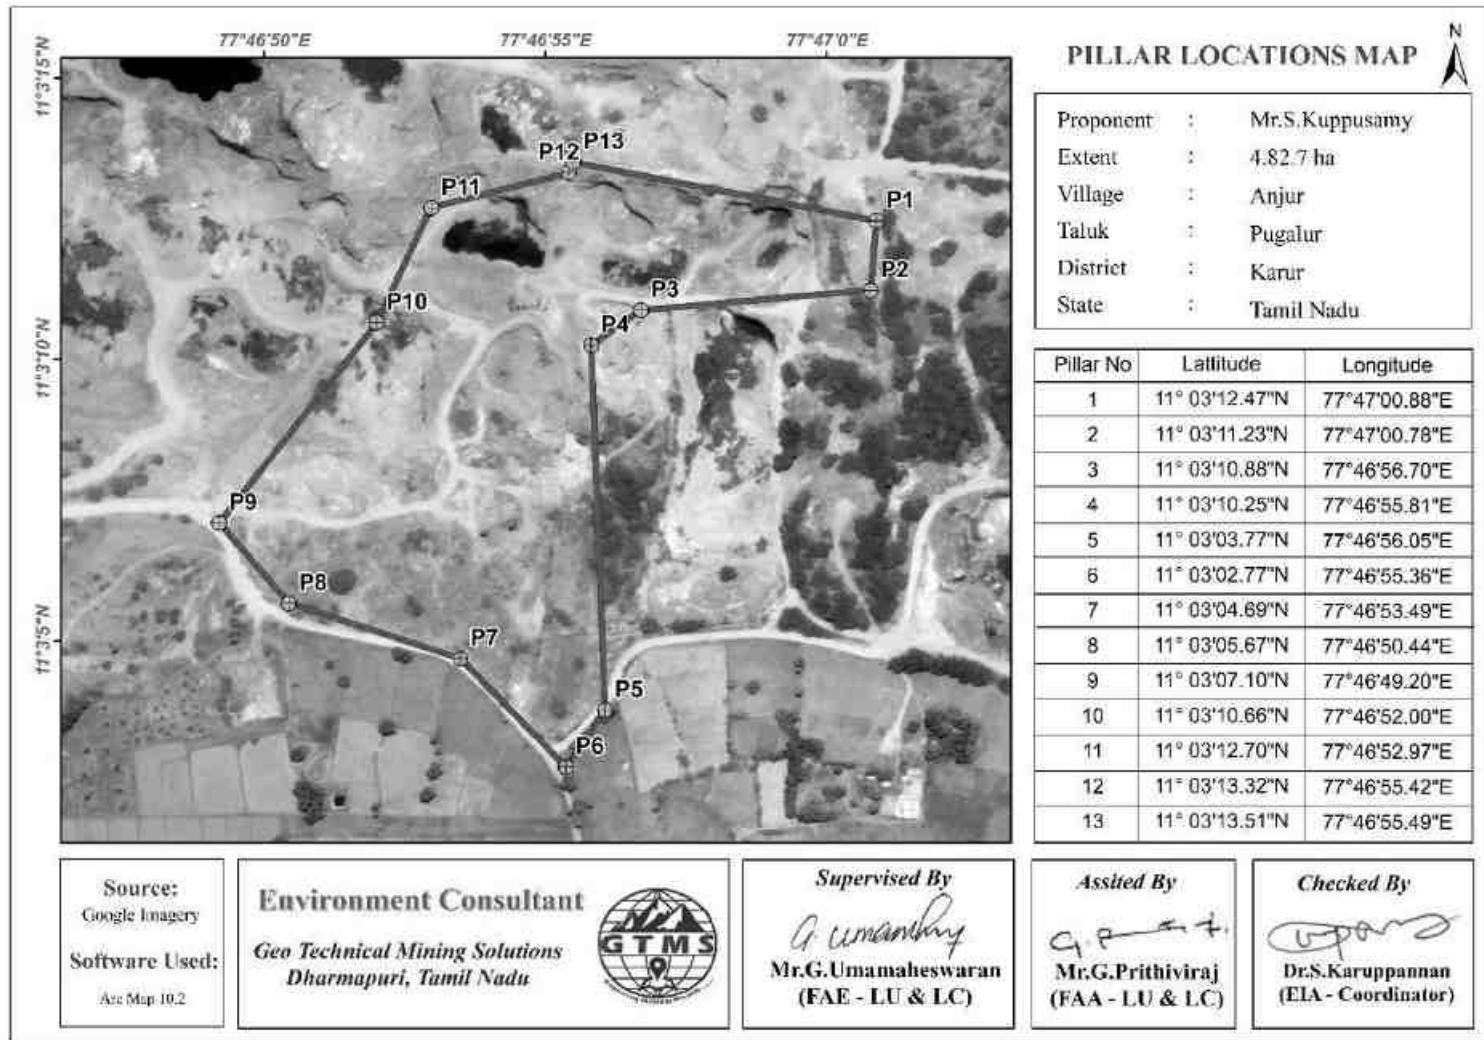 77°46'50"E 77°46'55"E 77°47'0"E
11°3'15"N
11°3'10"N
11°3'5"N
P13
P12
P11
P1
P2
P3
P10
P4
P9
P8
P7
P5
P6
PILLAR LOCATIONS MAP
N
Proponent : Mr.S.Kuppusamy
Extent : 4.82.7 ha
Village : Anjur
Taluk : Pugalur
District : Karur
State : Tamil Nadu
Pillar No Lattitude Longitude
1 11° 03'12.47"N 77°47'00.88"E
2 11° 03'11.23"N 77°47'00.78"E
3 11° 03'10.88"N 77°46'56.70"E
4 11° 03'10.25"N 77°46'55.81"E
5 11° 03'03.77"N 77°46'56.05"E
6 11° 03'02.77"N 77°46'55.36"E
7 11° 03'04.69"N 77°46'53.49"E
8 11° 03'05.67"N 77°46'50.44"E
9 11° 03'07.10"N 77°46'49.20"E
10 11° 03'10.66"N 77°46'52.00"E
11 11° 03'12.70"N 77°46'52.97"E
12 11° 03'13.32"N 77°46'55.42"E
13 11° 03'13.51"N 77°46'55.49"E
Source:
Google Imagery
Software Used:
Arc Map 10.2
Environment Consultant
Geo Technical Mining Solutions
Dharmapuri, Tamil Nadu
GTMS
Supervised By
Mr.G.Umamaheswaran
(FAE - LU & LC)
Assited By
Mr.G.Prithiviraj
(FAA - LU & LC)
Checked By
Dr.S.Karuppannan
(EIA - Coordinator)